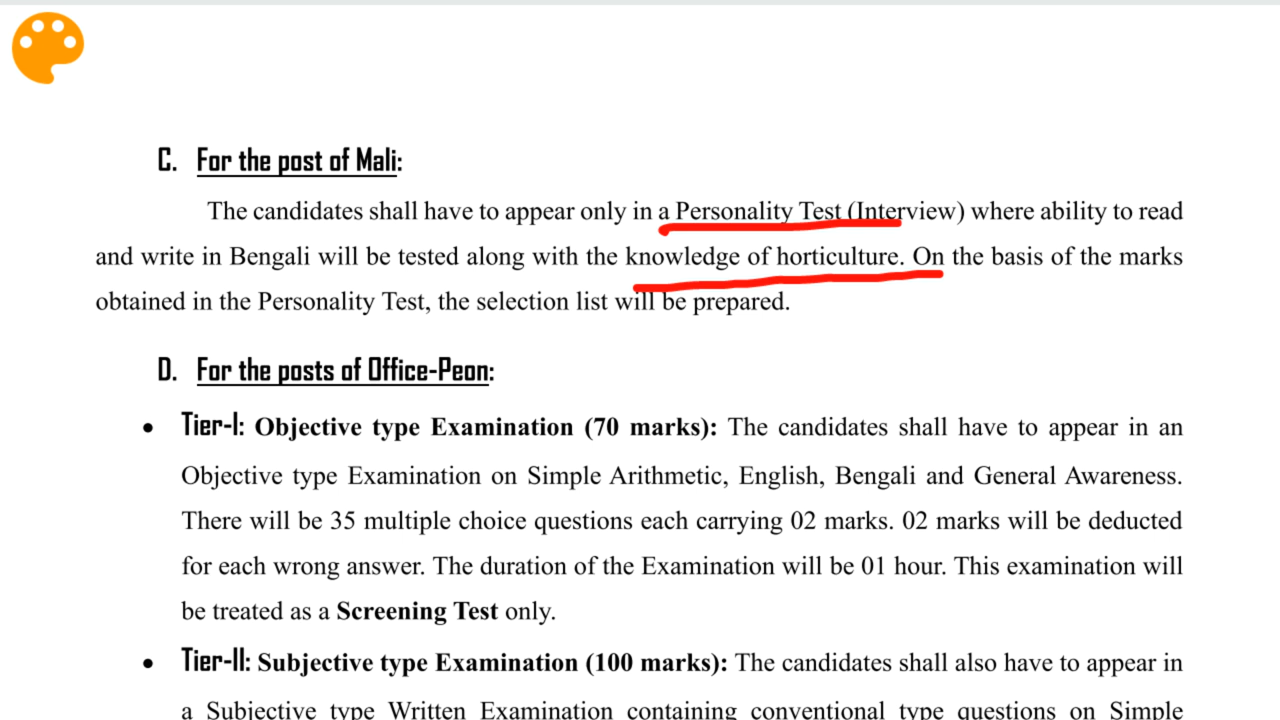 C. For the post of Mali:
The candidates shall have to appear only in a Personality Test (Interview) where ability to read
and write in Bengali will be tested along with the knowledge of horticulture. On the basis of the marks
obtained in the Personality Test, the selection list will be prepared.
D. For the posts of Office-Peon:
• Tier-I: Objective type Examination (70 marks): The candidates shall have to appear in an
Objective type Examination on Simple Arithmetic, English, Bengali and General Awareness.
There will be 35 multiple choice questions each carrying 02 marks. 02 marks will be deducted
for each wrong answer. The duration of the Examination will be 01 hour. This examination will
be treated as a Screening Test only.
• Tier-II: Subjective type Examination (100 marks): The candidates shall also have to appear in
a Subjective type Written Examination containing conventional type questions on Simple